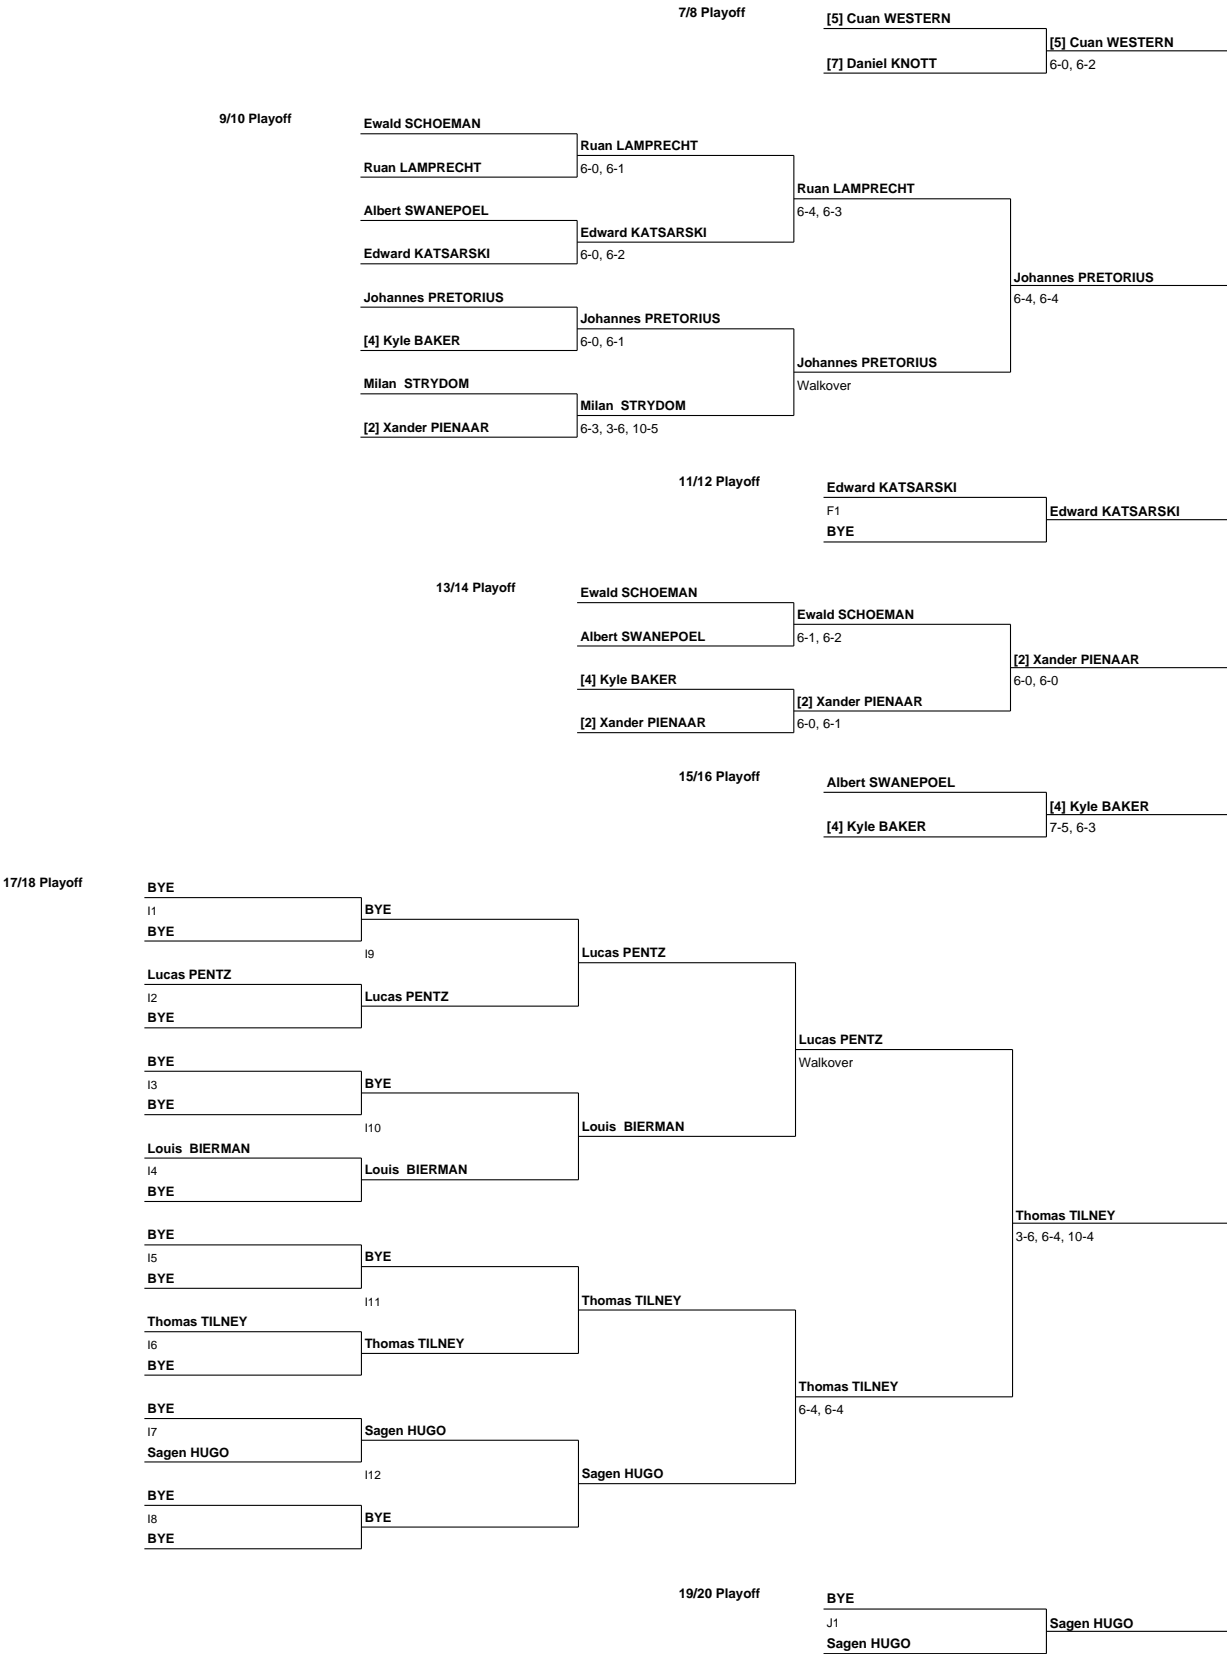 7/8 Playoff
[5] Cuan WESTERN
[5] Cuan WESTERN
[7] Daniel KNOTT
6-0, 6-2
9/10 Playoff
Ewald SCHOEMAN
Ruan LAMPRECHT
Ruan LAMPRECHT
6-0, 6-1
Ruan LAMPRECHT
Albert SWANEPOEL
6-4, 6-3
Edward KATSARSKI
Edward KATSARSKI
6-0, 6-2
Johannes PRETORIUS
6-4, 6-4
Johannes PRETORIUS
Johannes PRETORIUS
[4] Kyle BAKER
6-0, 6-1
Johannes PRETORIUS
Walkover
Milan STRYDOM
Milan STRYDOM
[2] Xander PIENAAR
6-3, 3-6, 10-5
11/12 Playoff
Edward KATSARSKI
F1
Edward KATSARSKI
BYE
13/14 Playoff
Ewald SCHOEMAN
Ewald SCHOEMAN
Albert SWANEPOEL
6-1, 6-2
[2] Xander PIENAAR
6-0, 6-0
[4] Kyle BAKER
[2] Xander PIENAAR
[2] Xander PIENAAR
6-0, 6-1
15/16 Playoff
Albert SWANEPOEL
[4] Kyle BAKER
[4] Kyle BAKER
7-5, 6-3
17/18 Playoff
BYE
I1
BYE
BYE
I9
Lucas PENTZ
Lucas PENTZ
I2
Lucas PENTZ
BYE
Lucas PENTZ
Walkover
BYE
I3
BYE
BYE
I10
Louis BIERMAN
Louis BIERMAN
I4
Louis BIERMAN
BYE
Thomas TILNEY
3-6, 6-4, 10-4
BYE
I5
BYE
BYE
I11
Thomas TILNEY
Thomas TILNEY
I6
Thomas TILNEY
BYE
Thomas TILNEY
6-4, 6-4
BYE
I7
Sagen HUGO
Sagen HUGO
I12
Sagen HUGO
BYE
I8
BYE
BYE
19/20 Playoff
BYE
J1
Sagen HUGO
Sagen HUGO